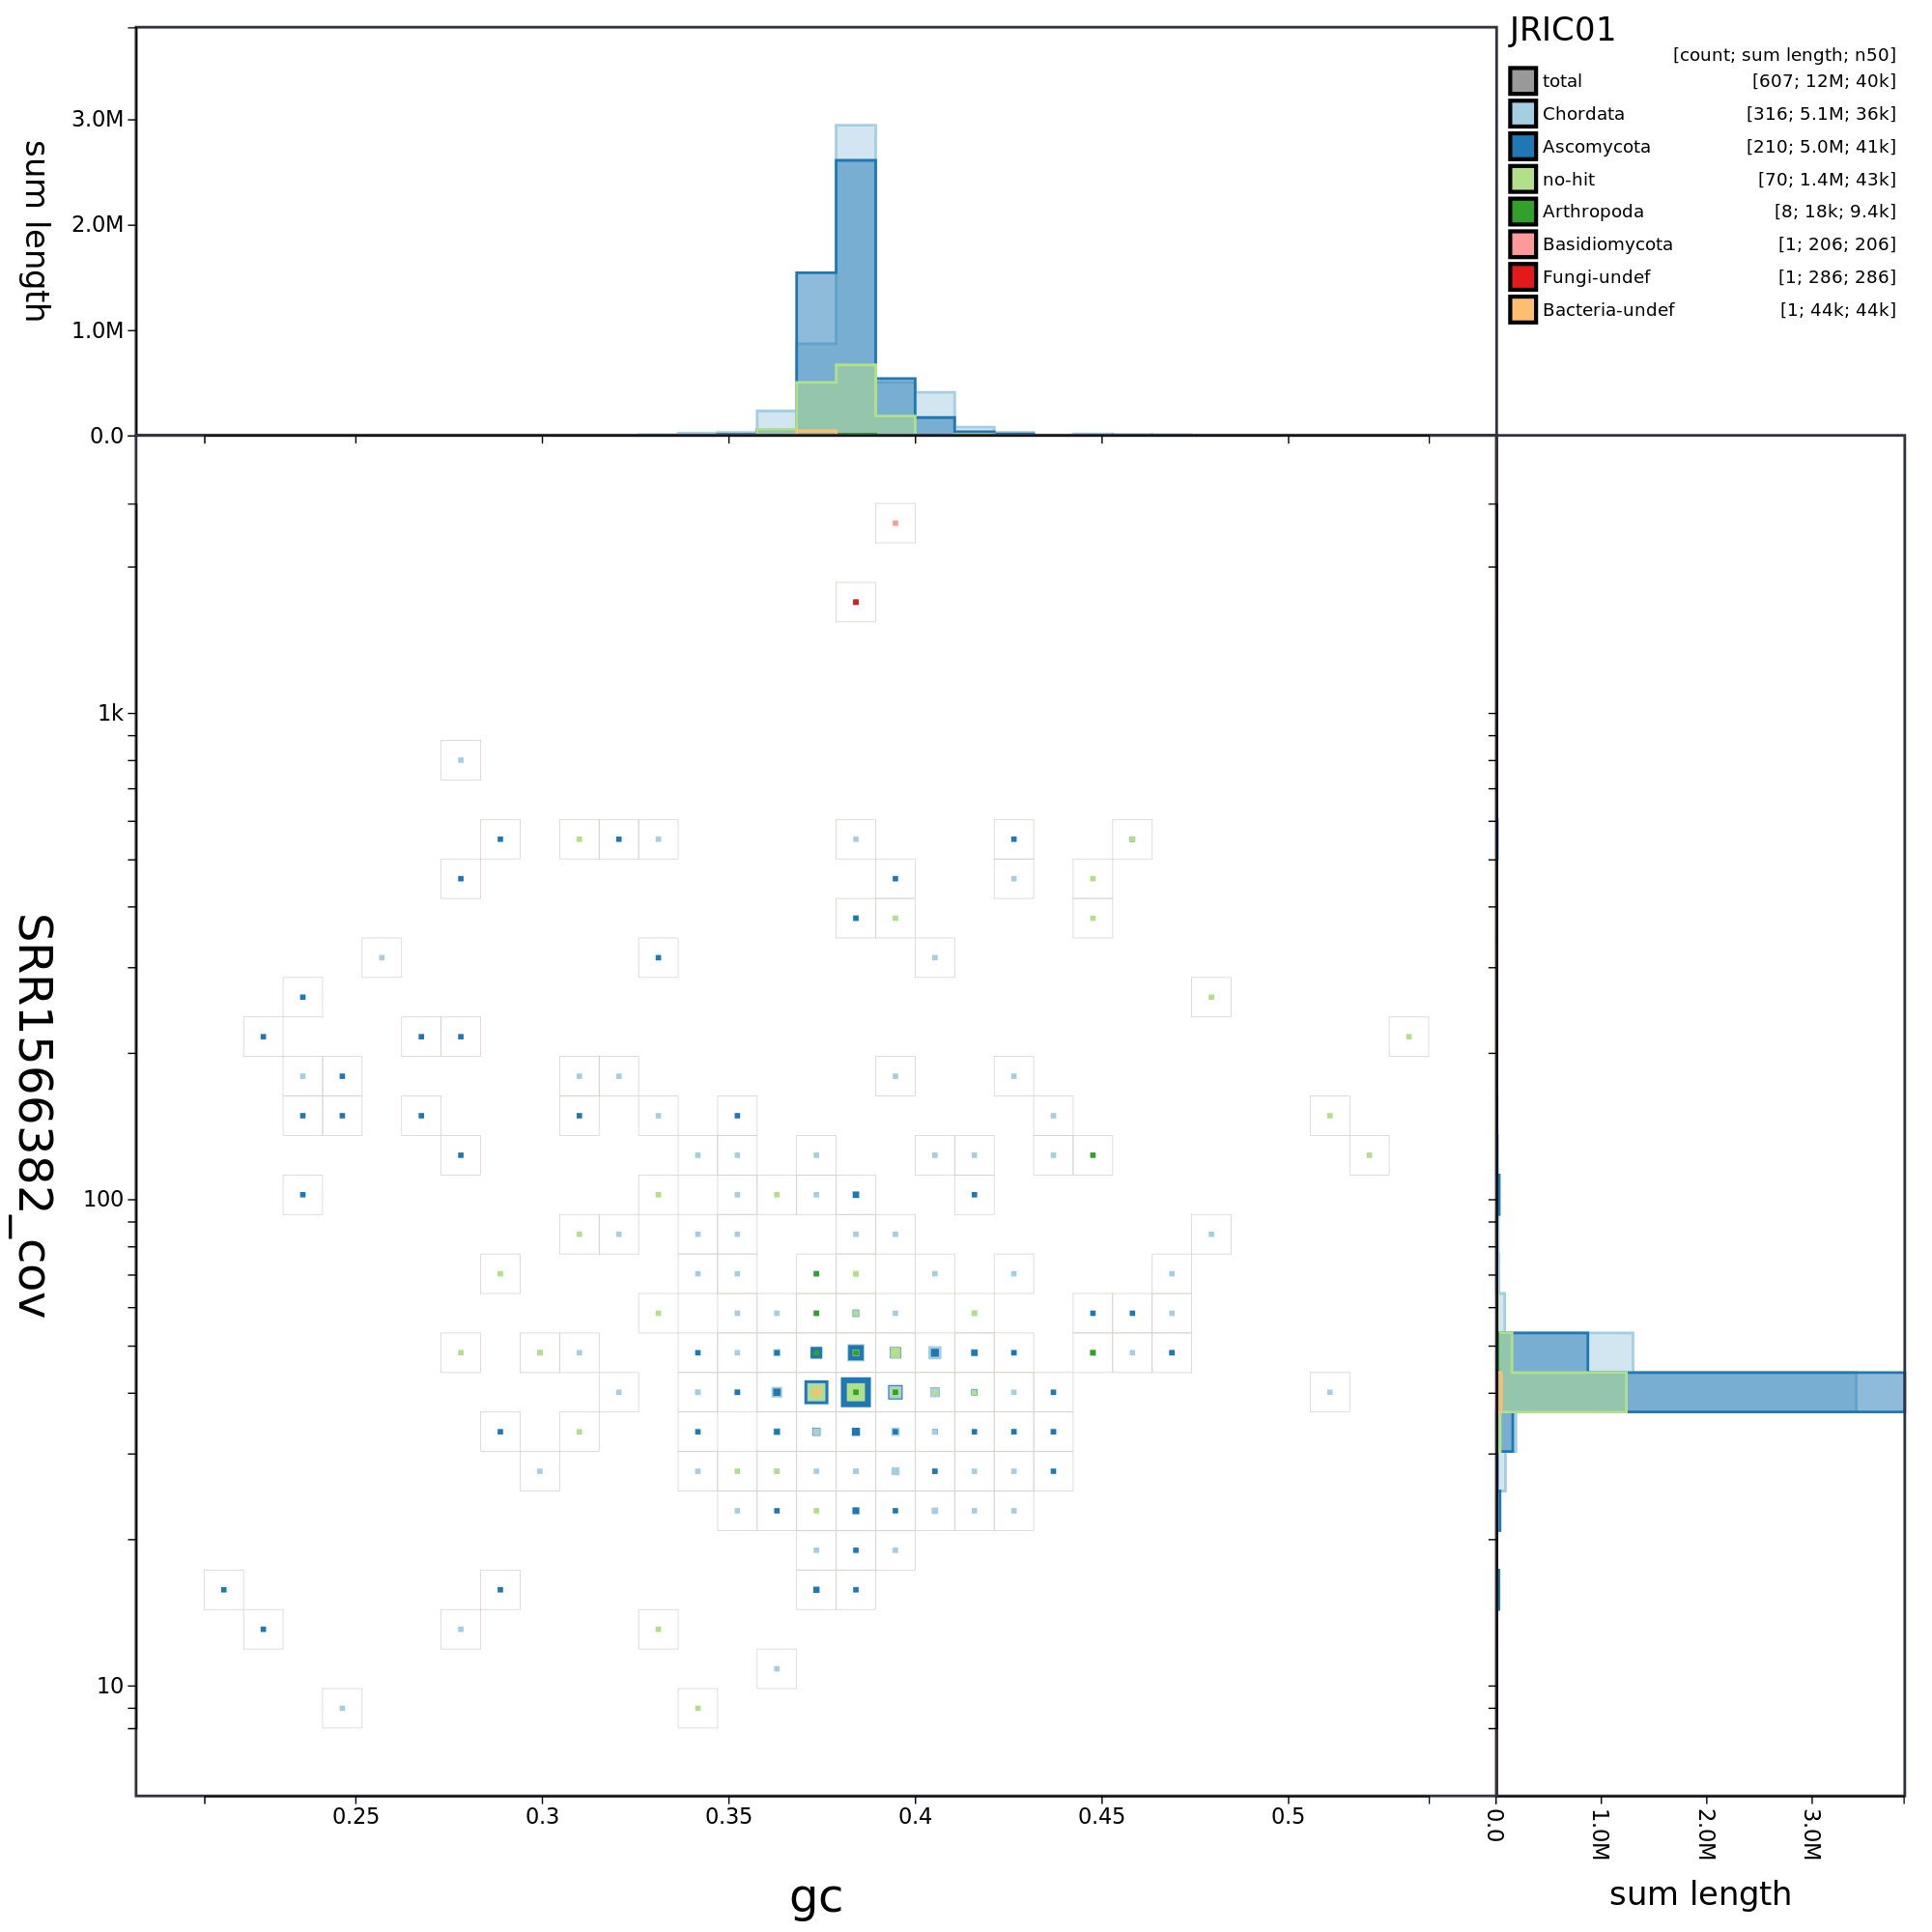 JRIC01
[count; sum length; n50]
total [607; 12M; 40k]
Chordata [316; 5.1M; 36k]
Ascomycota [210; 5.0M; 41k]
no-hit [70; 1.4M; 43k]
Arthropoda [8; 18k; 9.4k]
Basidiomycota [1; 206; 206]
Fungi-undef [1; 286; 286]
Bacteria-undef [1; 44k; 44k]
sum length
3.0M
2.0M
1.0M
0.0
SRR1566382_cov
1k
100
10
0.25 0.3 0.35 0.4 0.45 0.5
gc
0.0 1.0M 2.0M 3.0M
sum length